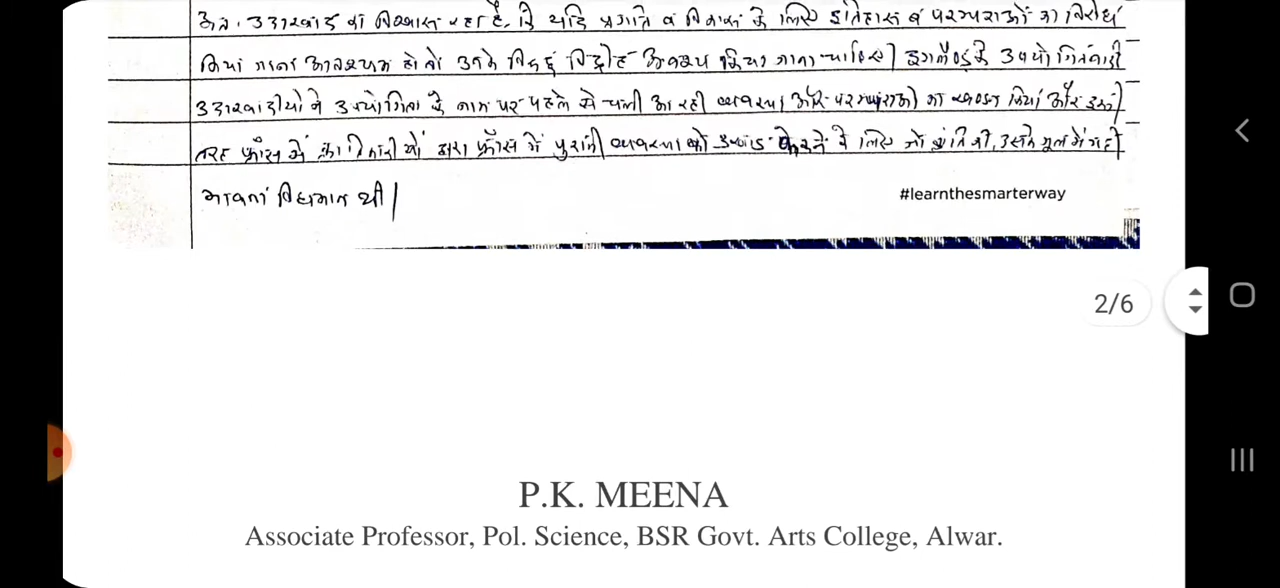 अतः उदारवाद का विश्वास रहा है, कि यदि प्रगति व विकास के लिए इतिहास व परम्पराओं का विरोध
किया जाना आवश्यक हो तो उनके विरूद्ध विद्रोह अवश्य किया जाना चाहिए। इंग्लैण्ड के उपयोगितावादी
उदारवादीयो ने उपयोगिता के नाम पर पहले से चली आ रही व्यवस्था और परम्पराओं का खण्डन किया और इसी
तरह फ्राँस में क्रांतिकारीयों द्वारा फ्राँस में पुरानी व्यवस्था को उखाड़ फेंकने के लिए जो क्रांति की, उसके मूल में यही
भावना विद्यमान थी।
#learnthesmarterway
2/6
P.K. MEENA
Associate Professor, Pol. Science, BSR Govt. Arts College, Alwar.